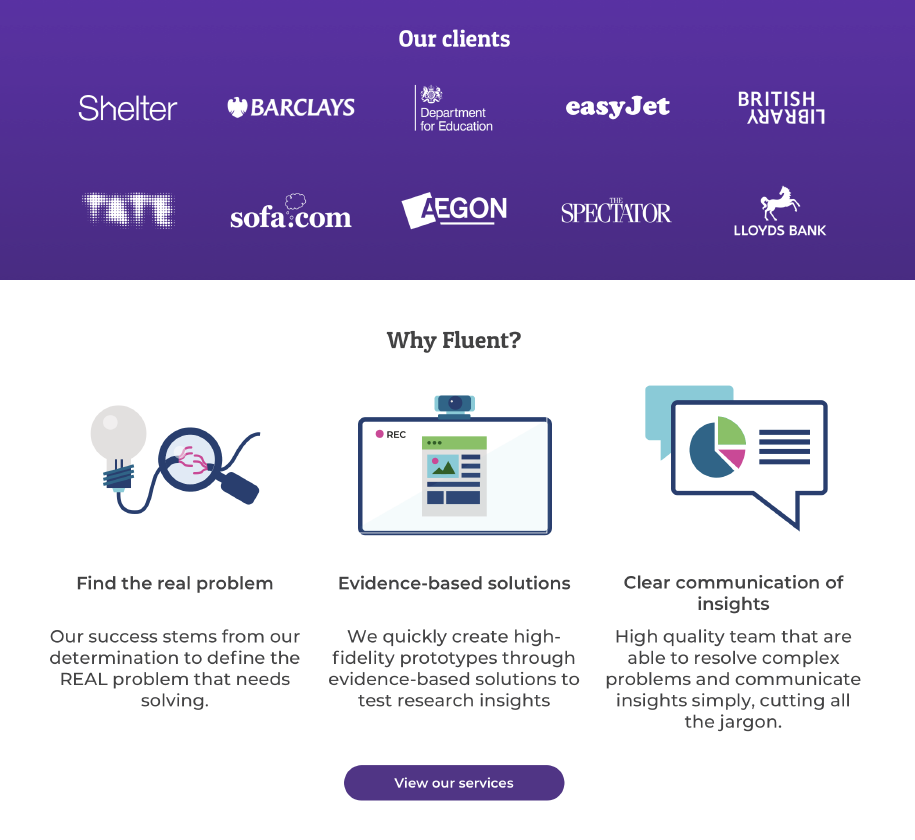 Our clients
Shelter
BARCLAYS
Department
for Education
easyJet
BRITISH
LIBRARY
TATE
sofa.com
AEGON
THE
SPECTATOR
LLOYDS BANK
Why Fluent?
REC
Find the real problem
Our success stems from our
determination to define the
REAL problem that needs
solving.
Evidence-based solutions
We quickly create high-
fidelity prototypes through
evidence-based solutions to
test research insights
Clear communication of
insights
High quality team that are
able to resolve complex
problems and communicate
insights simply, cutting all
the jargon.
View our services